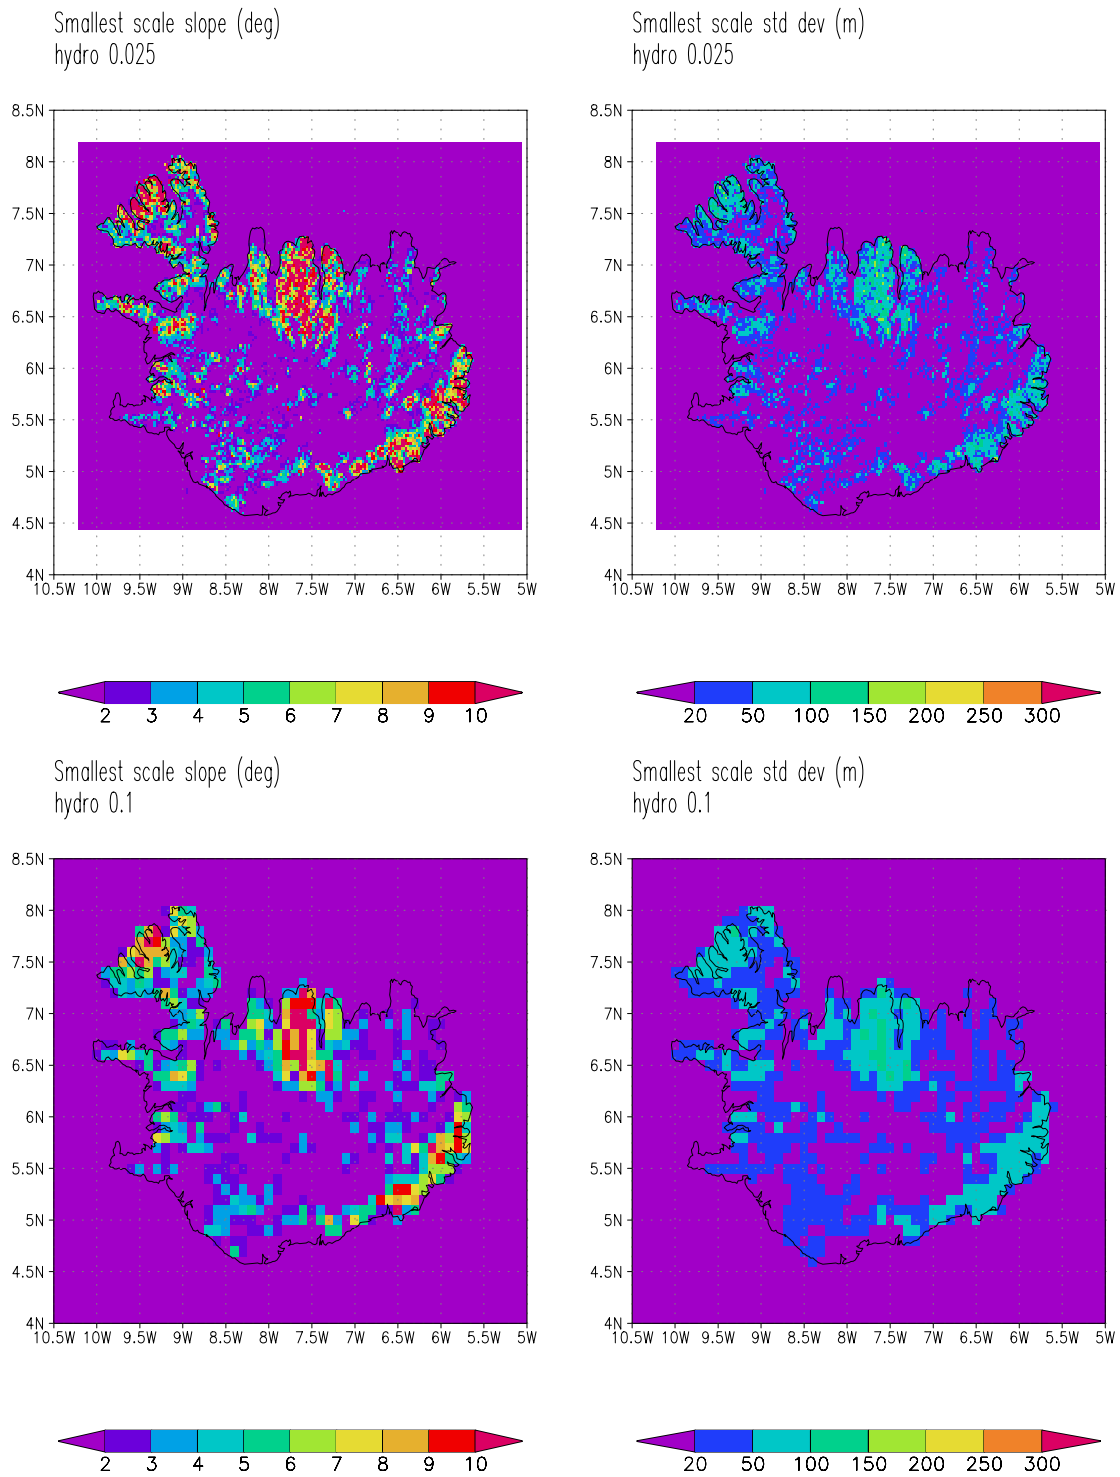 Smallest scale slope (deg)
hydro 0.025
8.5N
8N
7.5N
7N
6.5N
6N
5.5N
5N
4.5N
4N
10.5W 10W 9.5W 9W 8.5W 8W 7.5W 7W 6.5W 6W 5.5W 5W
2 3 4 5 6 7 8 9 10
Smallest scale std dev (m)
hydro 0.025
8.5N
8N
7.5N
7N
6.5N
6N
5.5N
5N
4.5N
4N
10.5W 10W 9.5W 9W 8.5W 8W 7.5W 7W 6.5W 6W 5.5W 5W
20 50 100 150 200 250 300
Smallest scale slope (deg)
hydro 0.1
8.5N
8N
7.5N
7N
6.5N
6N
5.5N
5N
4.5N
4N
10.5W 10W 9.5W 9W 8.5W 8W 7.5W 7W 6.5W 6W 5.5W 5W
2 3 4 5 6 7 8 9 10
Smallest scale std dev (m)
hydro 0.1
8.5N
8N
7.5N
7N
6.5N
6N
5.5N
5N
4.5N
4N
10.5W 10W 9.5W 9W 8.5W 8W 7.5W 7W 6.5W 6W 5.5W 5W
20 50 100 150 200 250 300